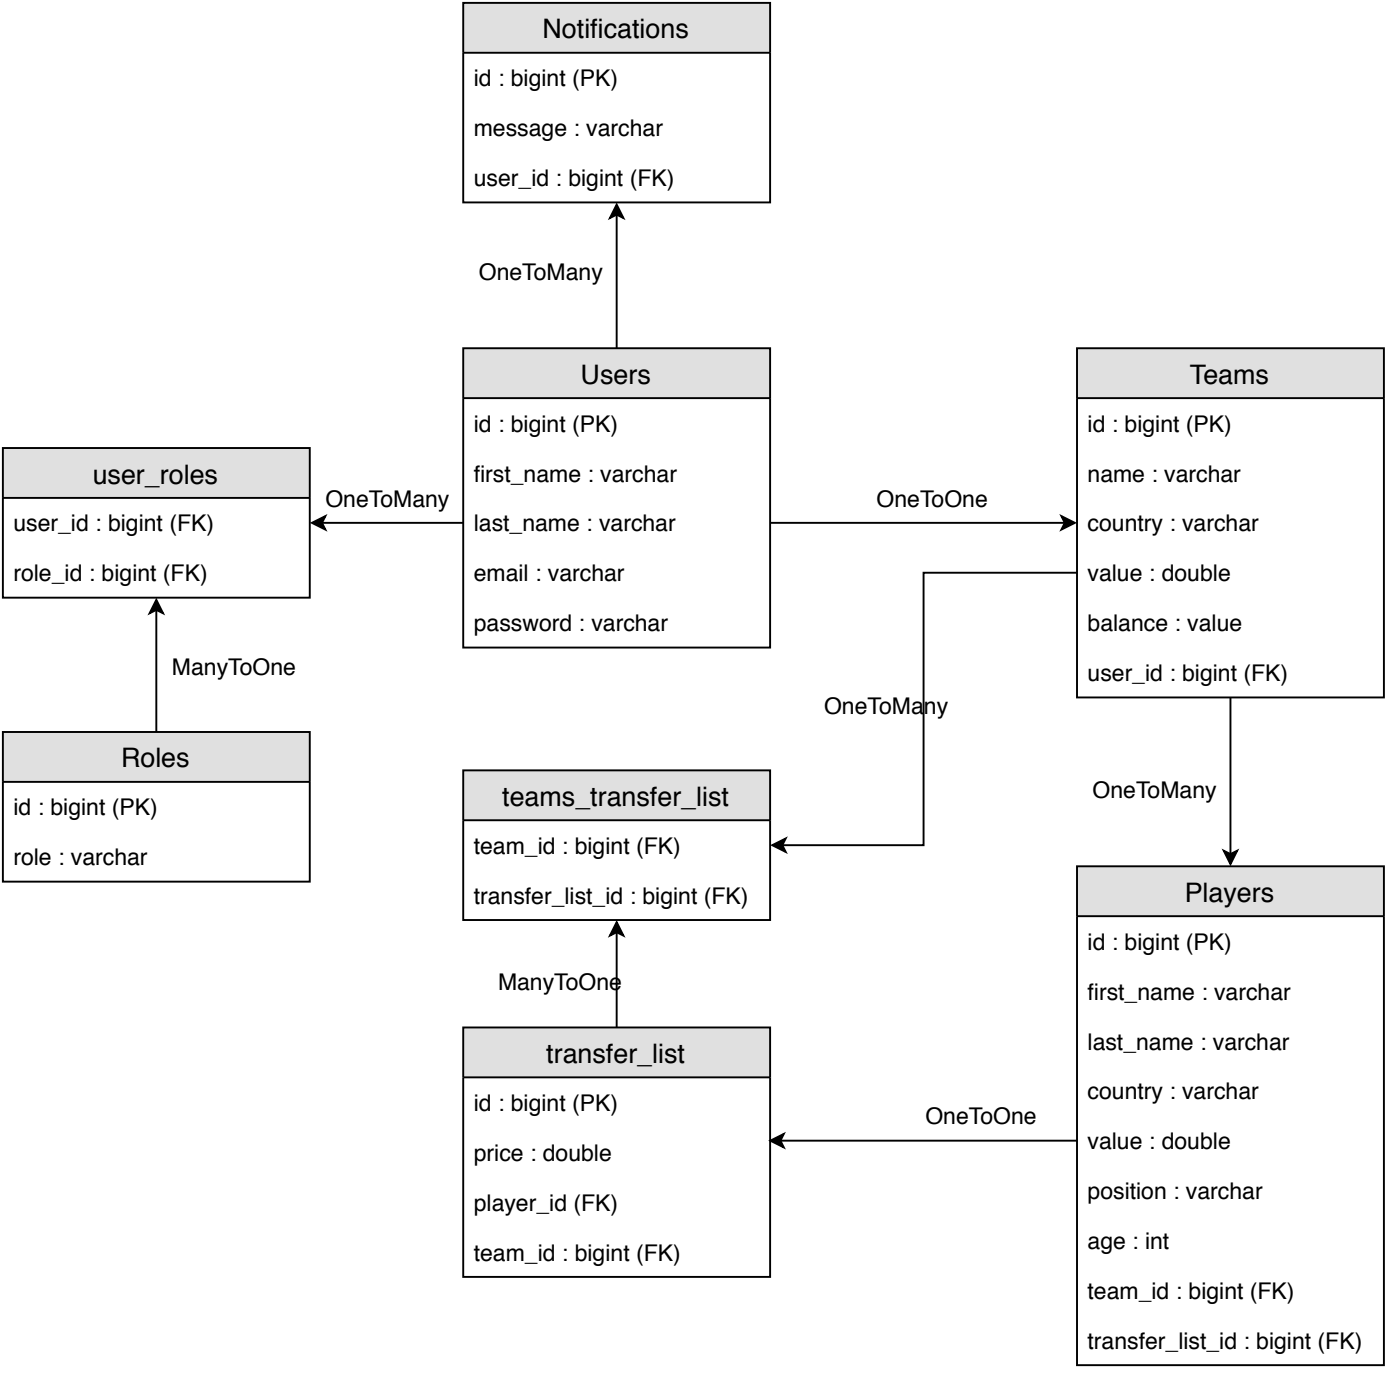 Notifications
id : bigint (PK)
message : varchar
user_id : bigint (FK)
OneToMany
Users
id : bigint (PK)
first_name : varchar
last_name : varchar
email : varchar
password : varchar
OneToMany
user_roles
user_id : bigint (FK)
role_id : bigint (FK)
ManyToOne
Roles
id : bigint (PK)
role : varchar
OneToOne
Teams
id : bigint (PK)
name : varchar
country : varchar
value : double
balance : value
user_id : bigint (FK)
OneToMany
teams_transfer_list
team_id : bigint (FK)
transfer_list_id : bigint (FK)
ManyToOne
transfer_list
id : bigint (PK)
price : double
player_id (FK)
team_id : bigint (FK)
OneToMany
Players
id : bigint (PK)
first_name : varchar
last_name : varchar
country : varchar
value : double
position : varchar
age : int
team_id : bigint (FK)
transfer_list_id : bigint (FK)
OneToOne